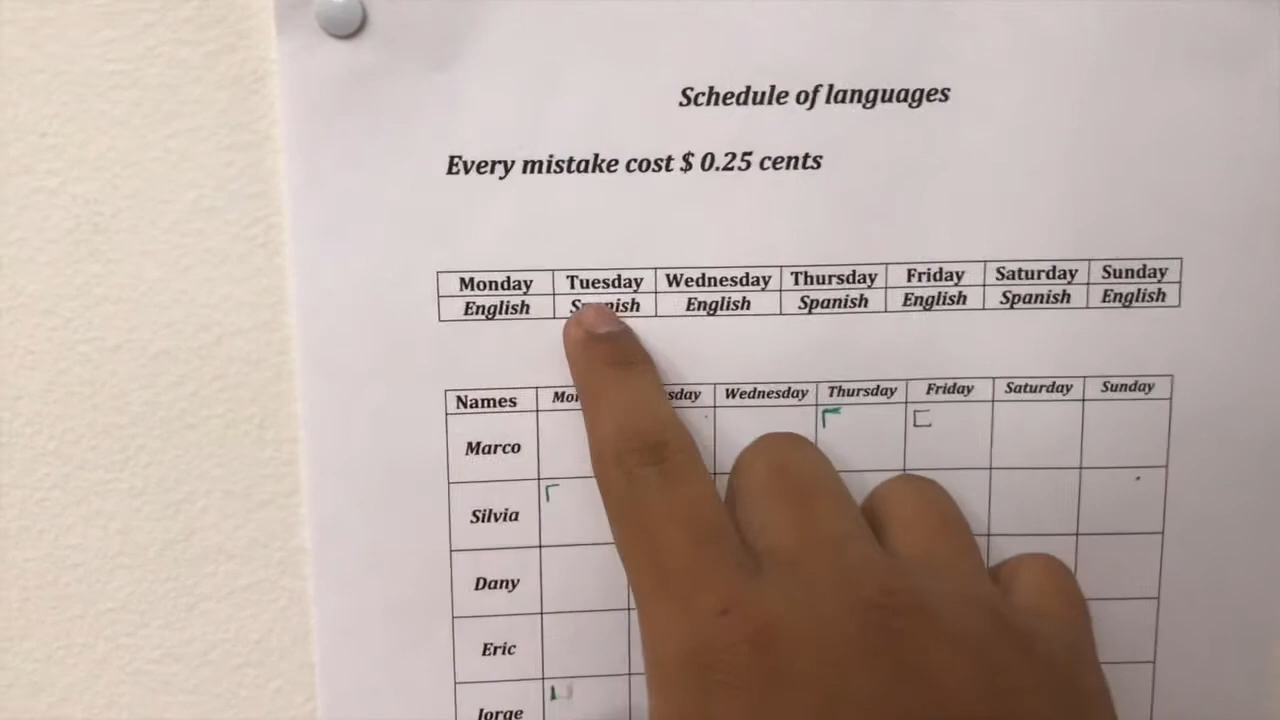 Schedule of languages
Every mistake cost $ 0.25 cents
Monday Tuesday Wednesday Thursday Friday Saturday Sunday
English Spanish English Spanish English Spanish English
Names Wednesday Thursday Friday Saturday Sunday
Marco
Silvia
Dany
Eric
Jorge